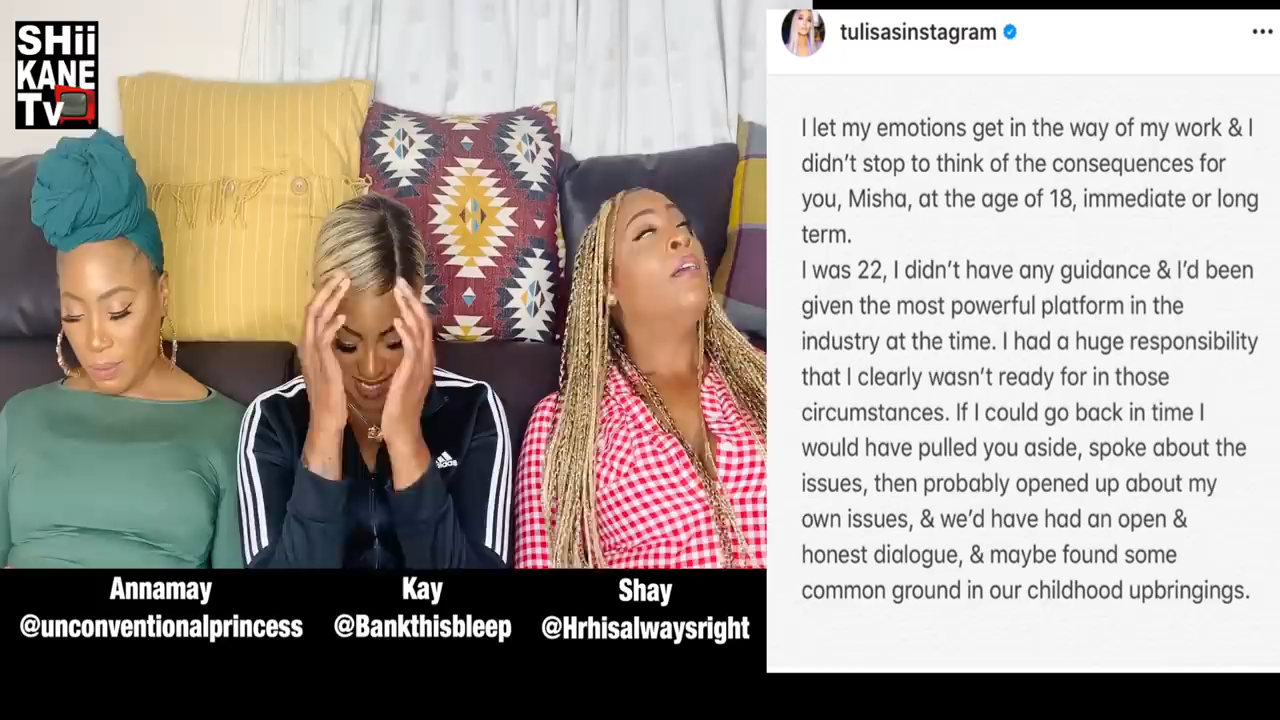 SHii
KANE
Tv
tulisasinstagram
I let my emotions get in the way of my work & I
didn't stop to think of the consequences for
you, Misha, at the age of 18, immediate or long
term.
I was 22, I didn't have any guidance & I'd been
given the most powerful platform in the
industry at the time. I had a huge responsibility
that I clearly wasn't ready for in those
circumstances. If I could go back in time I
would have pulled you aside, spoke about the
issues, then probably opened up about my
own issues, & we'd have had an open &
honest dialogue, & maybe found some
common ground in our childhood upbringings.
adidas
Annamay
@unconventionalprincess
Kay
@Bankthisbleep
Shay
@Hrhisalwaysright